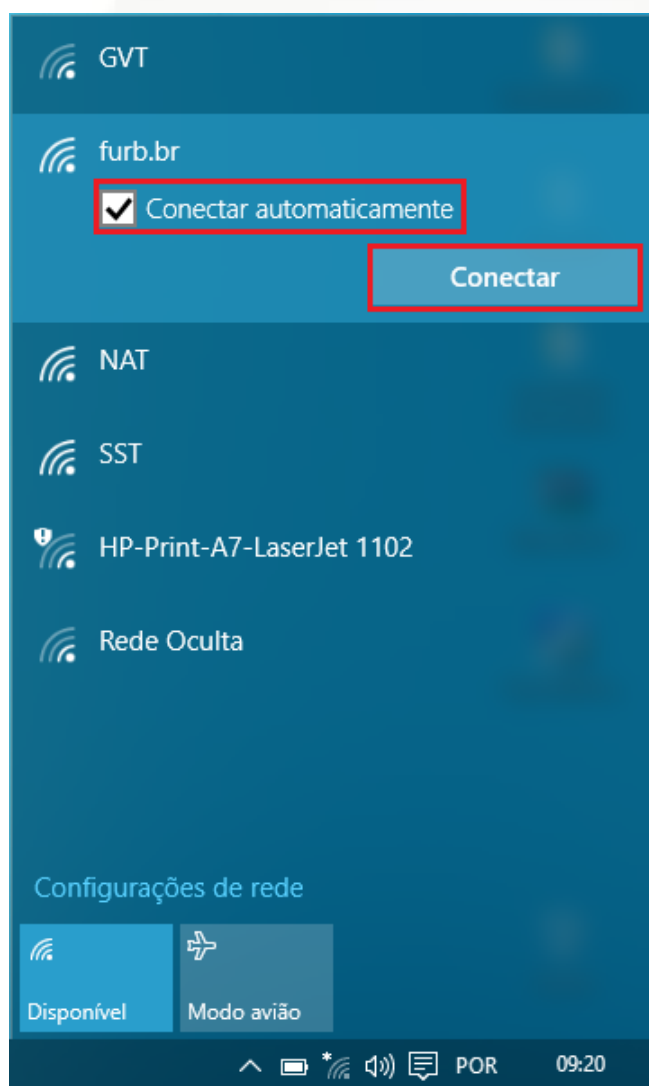 GVT
furb.br
Conectar automaticamente
Conectar
NAT
SST
HP-Print-A7-LaserJet 1102
Rede Oculta
Configurações de rede
Disponível
Modo avião
POR
09:20